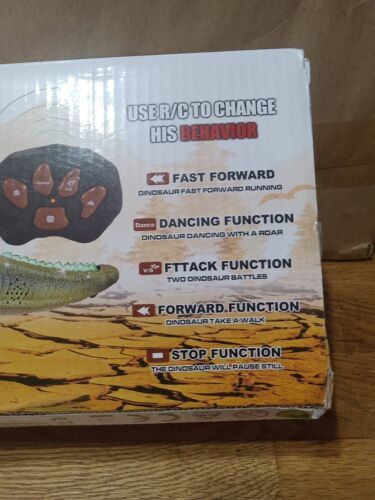 USE R/C TO CHANGE
HIS BEHAVIOR
FAST FORWARD
DINOSAUR FAST FORWARD RUNNING
Dance DANCING FUNCTION
DINOSAUR DANCING WITH A ROAR
V/S FTTACK FUNCTION
TWO DINOSAUR BATTLES
FORWARD FUNCTION
DINOSAUR TAKE A WALK
STOP FUNCTION
THE DINOSAUR WILL PAUSE STILL
Dance